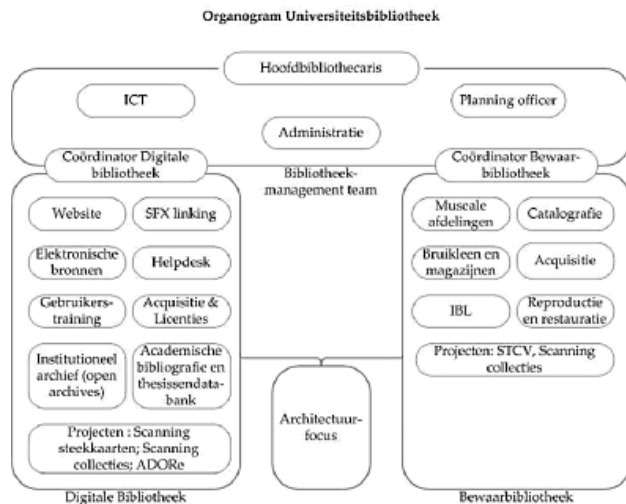 Organogram Universiteitsbibliotheek
Hoofdbibliothecaris
ICT
Planning officer
Administratie
Coördinator Digitale
bibliotheek
Bibliotheek-
management team
Coördinator Bewaar-
bibliotheek
Website
SFX linking
Elektronische
bronnen
Helpdesk
Gebruikers-
training
Acquisitie &
Licenties
Institutioneel
archief (open
archives)
Academische
bibliografie en
thesissendata-
bank
Projecten : Scanning
steekkaarten; Scanning
collecties; ADORe
Digitale Bibliotheek
Architectuur-
focus
Muscale
afdelingen
Catalografie
Bruikleen en
magazijnen
Acquisitie
IBL
Reproductie
en restauratie
Projecten: STCV, Scanning
collecties
Bewaarbibliotheek